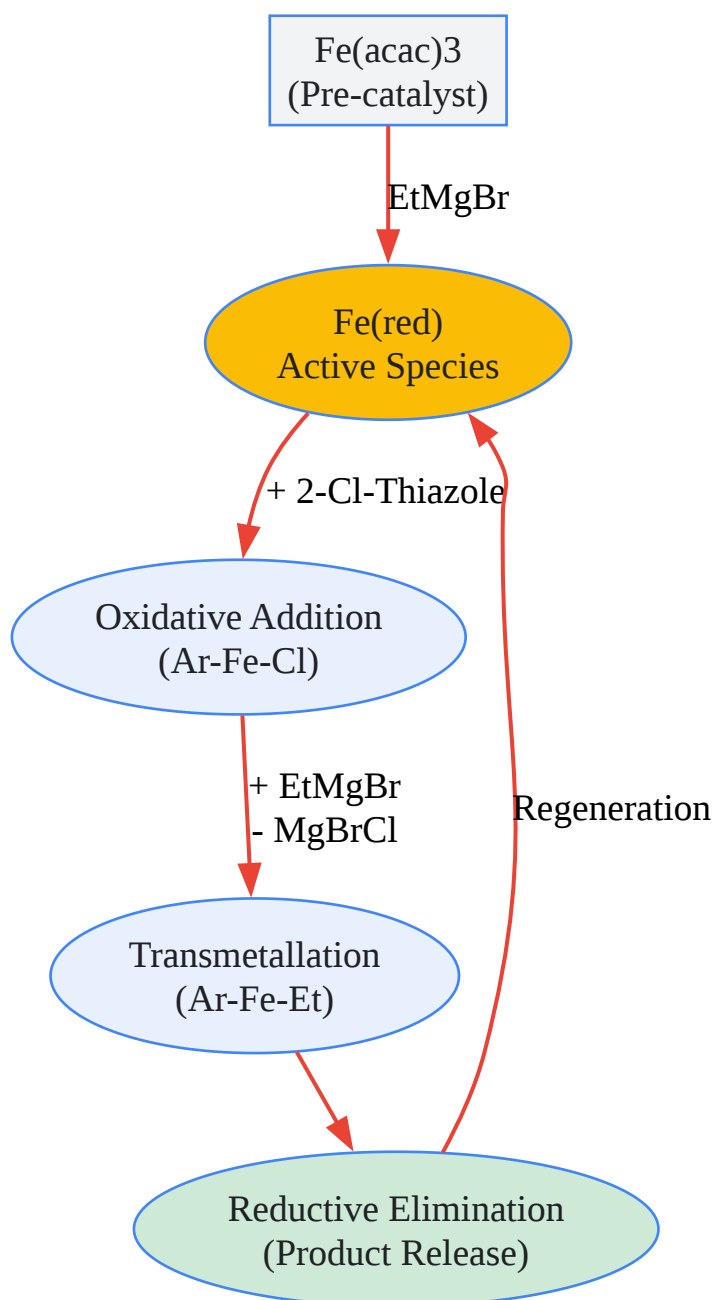 Fe(acac)3
(Pre-catalyst)
EtMgBr
Fe(red)
Active Species
+ 2-Cl-Thiazole
Oxidative Addition
(Ar-Fe-Cl)
+ EtMgBr
- MgBrCl
Regeneration
Transmetallation
(Ar-Fe-Et)
Reductive Elimination
(Product Release)